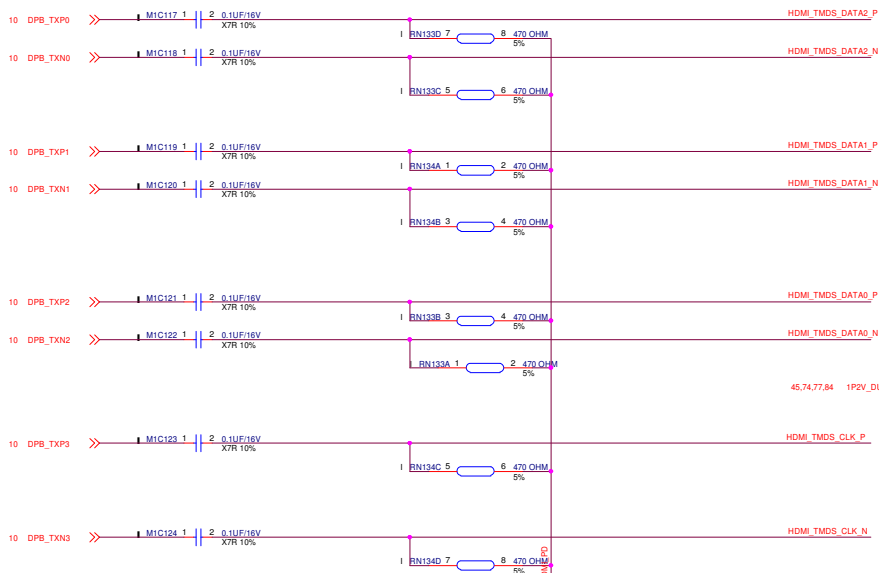 10 DPB_TXP0 M1C117 1 2 0.1UF/16V HDMI_TMDS_DATA2_P
X7R 10%
I RN133D 7 8 470 OHM
5%
10 DPB_TXN0 M1C118 1 2 0.1UF/16V HDMI_TMDS_DATA2_N
X7R 10%
I RN133C 5 6 470 OHM
5%
10 DPB_TXP1 M1C119 1 2 0.1UF/16V HDMI_TMDS_DATA1_P
X7R 10%
I RN134A 1 2 470 OHM
5%
10 DPB_TXN1 M1C120 1 2 0.1UF/16V HDMI_TMDS_DATA1_N
X7R 10%
I RN134B 3 4 470 OHM
5%
10 DPB_TXP2 M1C121 1 2 0.1UF/16V HDMI_TMDS_DATA0_P
X7R 10%
I RN133B 3 4 470 OHM
5%
10 DPB_TXN2 M1C122 1 2 0.1UF/16V HDMI_TMDS_DATA0_N
X7R 10%
I RN133A 1 2 470 OHM
5%
45,74,77,84
10 DPB_TXP3 M1C123 1 2 0.1UF/16V HDMI_TMDS_CLK_P
X7R 10%
I RN134C 5 6 470 OHM
5%
10 DPB_TXN3 M1C124 1 2 0.1UF/16V HDMI_TMDS_CLK_N
X7R 10%
I RN134D 7 8 470 OHM
5%